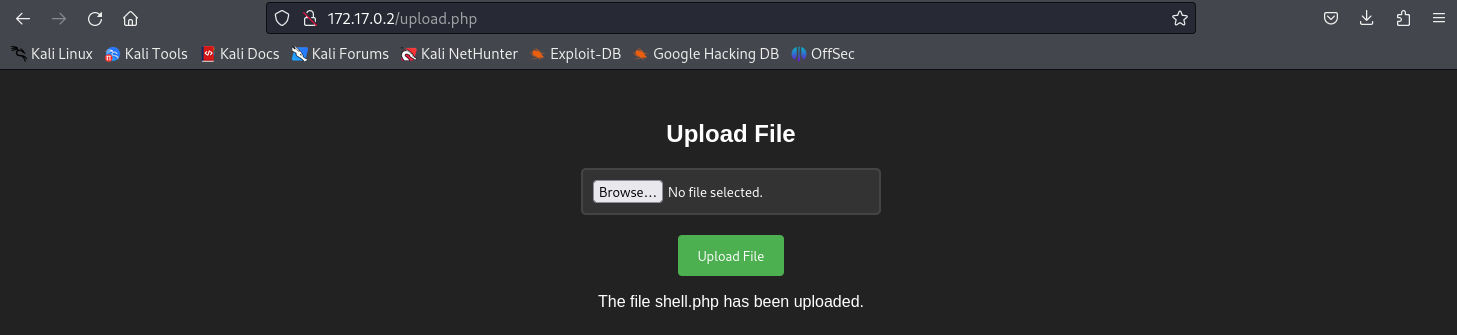 172.17.0.2/upload.php
Kali Linux Kali Tools Kali Docs Kali Forums Kali NetHunter Exploit-DB Google Hacking DB OffSec
Upload File
Browse... No file selected.
Upload File
The file shell.php has been uploaded.